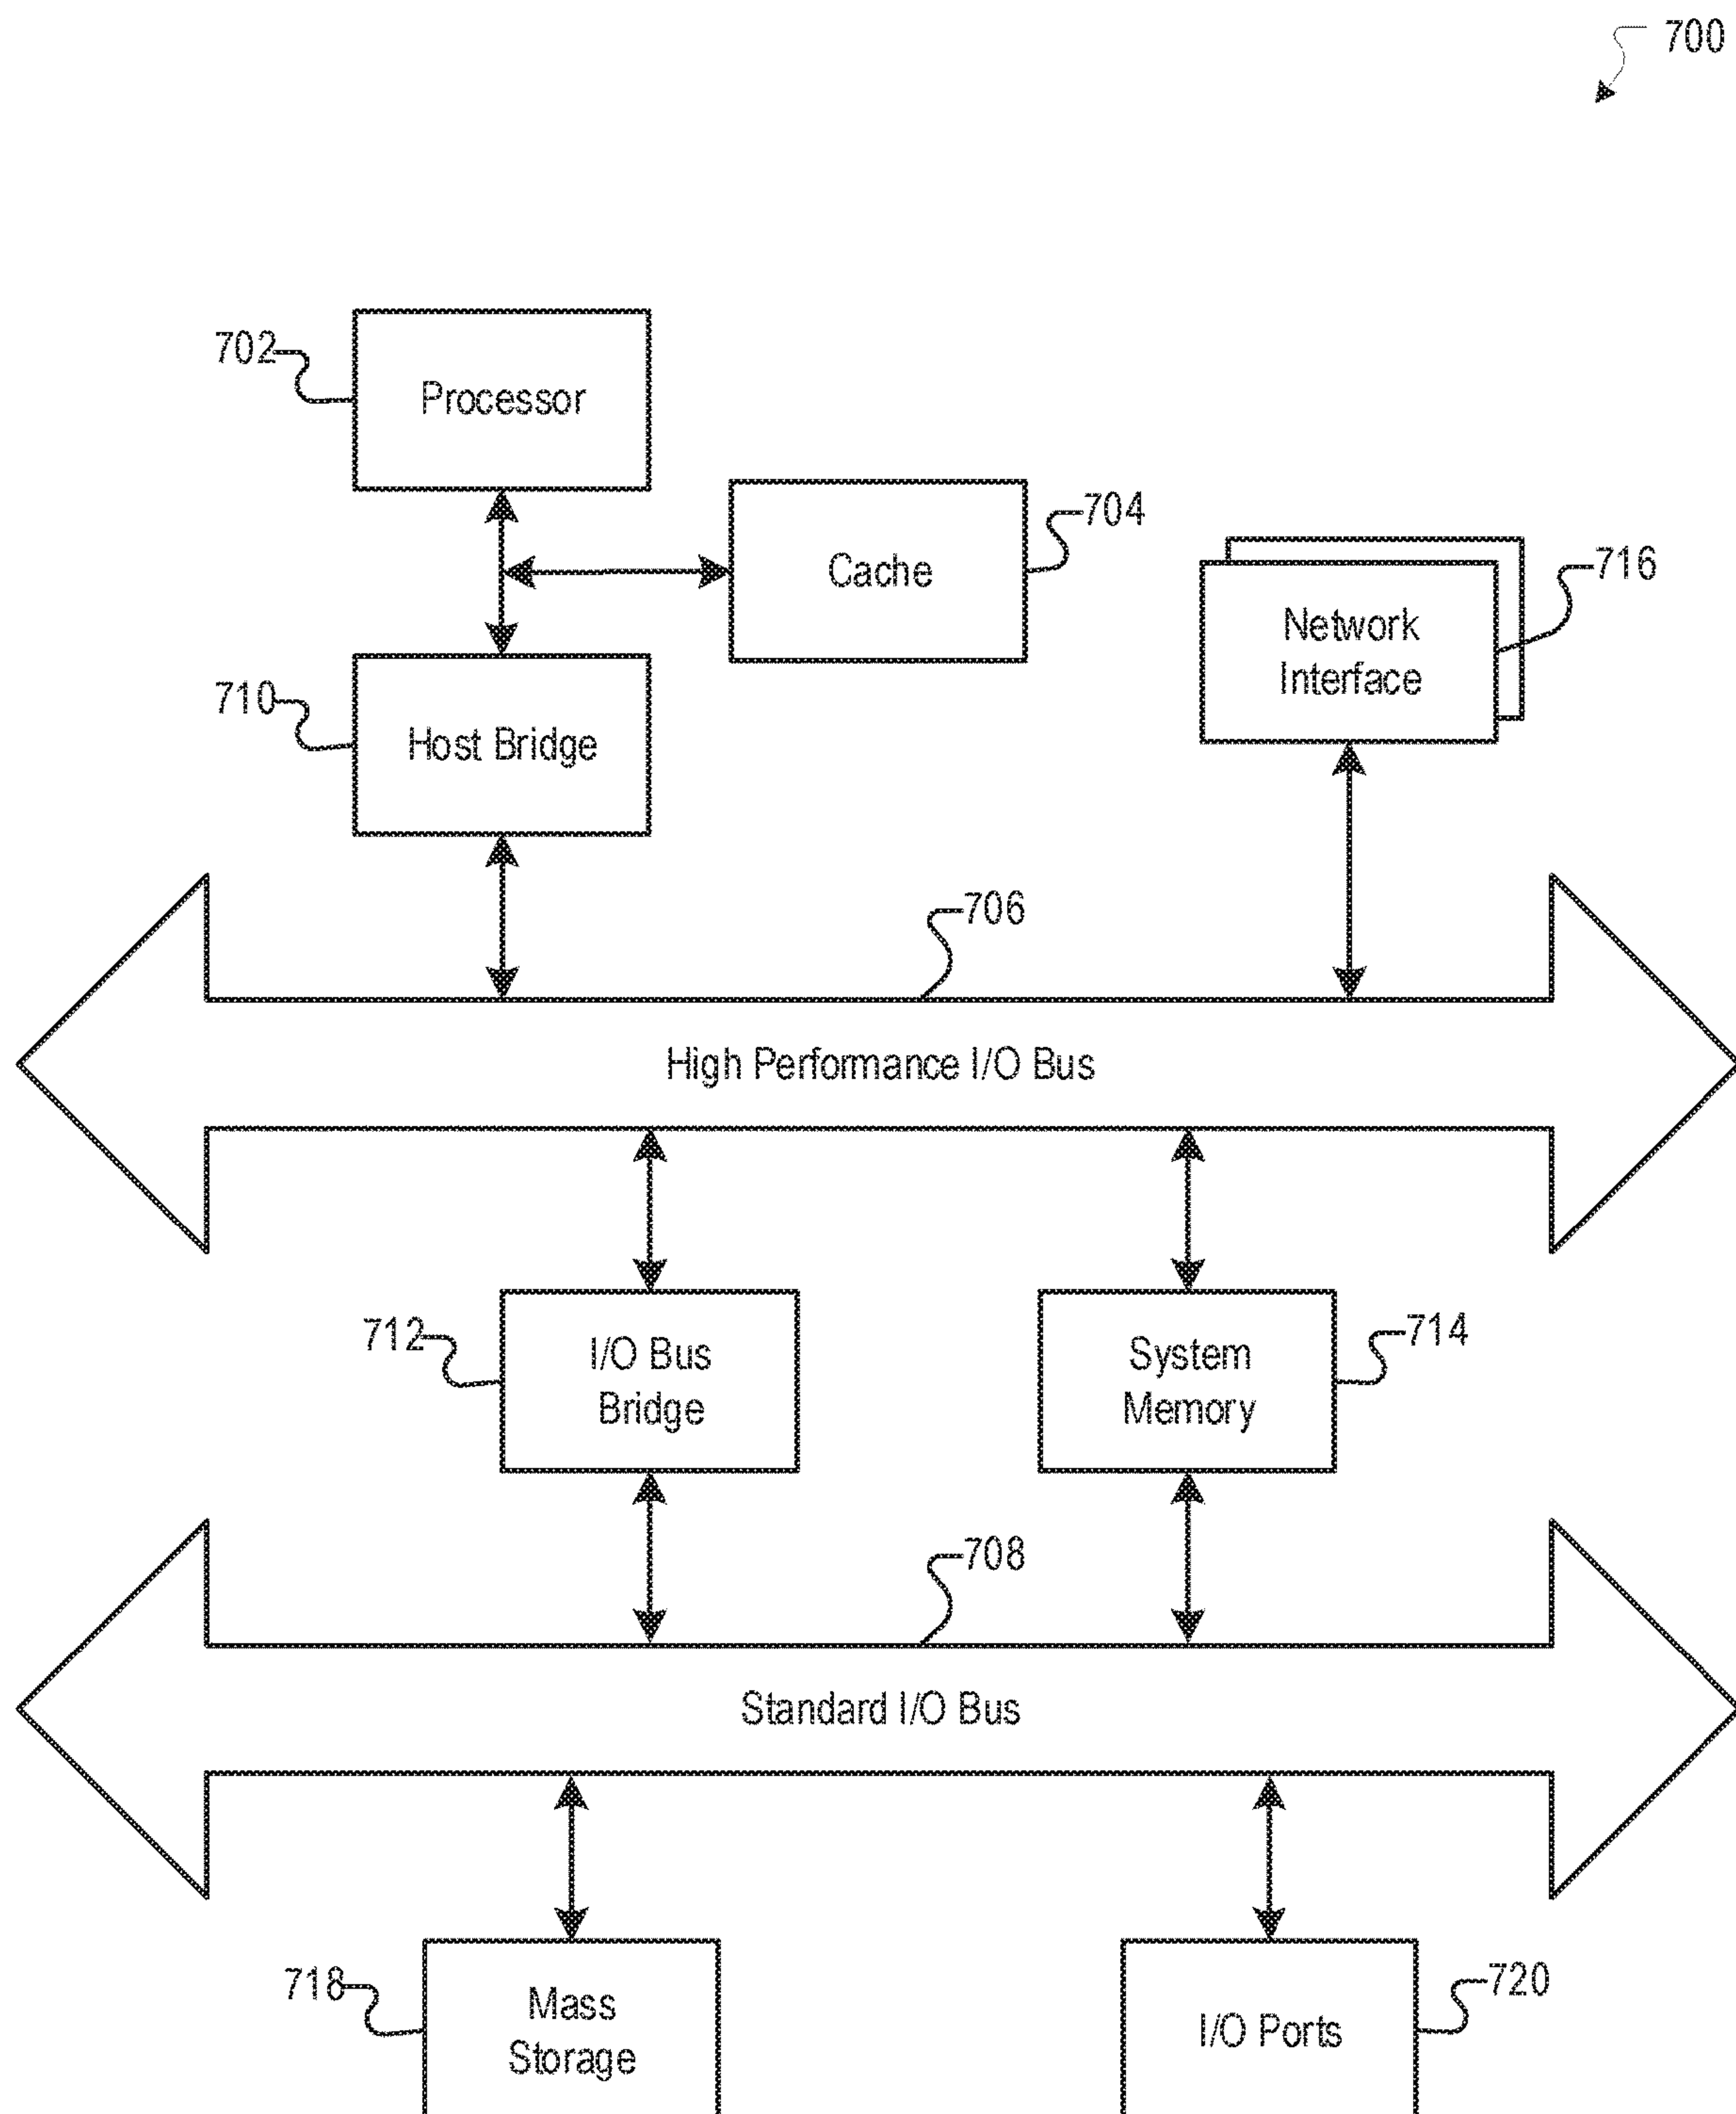 700
702
Processor
704
Cache
716
Network
Interface
710
Host Bridge
706
High Performance I/O Bus
712
I/O Bus
Bridge
System
Memory
714
708
Standard I/O Bus
718
Mass
Storage
I/O Ports
720